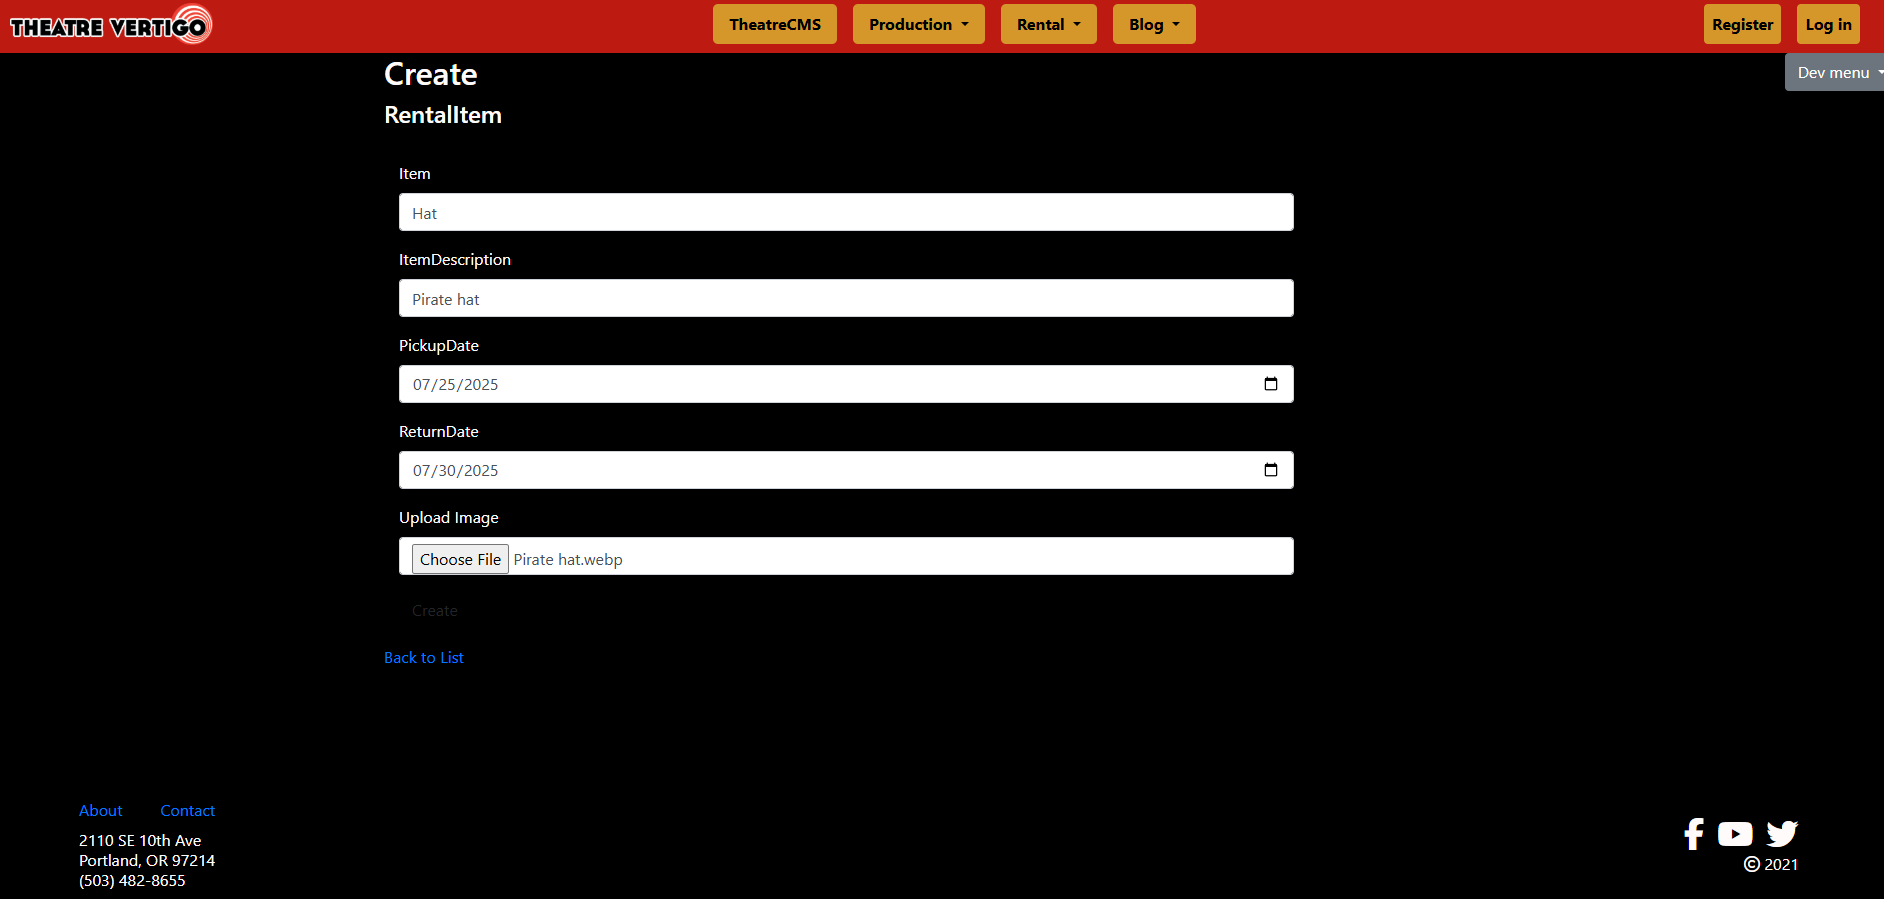 THEATRE VERTIGO
TheatreCMS
Production
Rental
Blog
Register
Log in
Dev menu
Create
RentalItem
Item
Hat
ItemDescription
Pirate hat
PickupDate
07/25/2025
ReturnDate
07/30/2025
Upload Image
Choose File Pirate hat.webp
Create
Back to List
About Contact
2110 SE 10th Ave
Portland, OR 97214
(503) 482-8655
© 2021